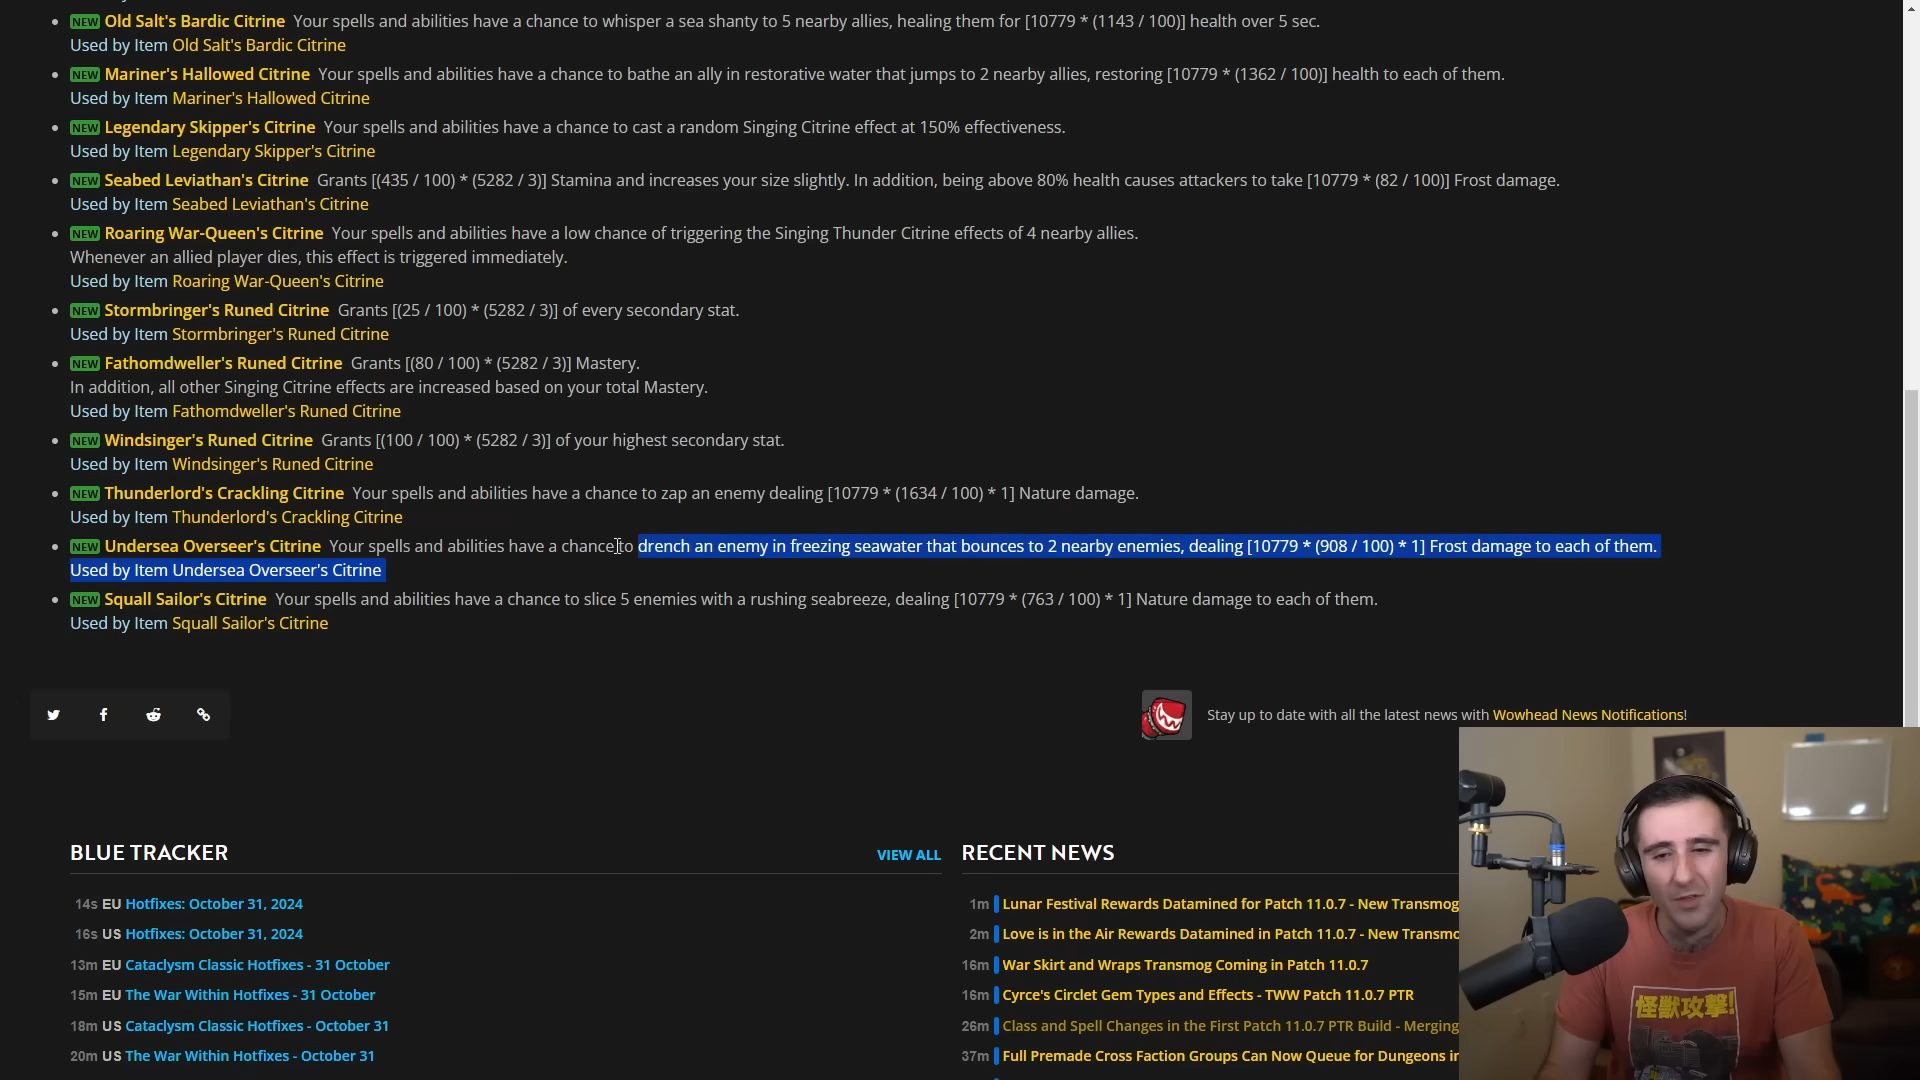 NEW Old Salt's Bardic Citrine Your spells and abilities have a chance to whisper a sea shanty to 5 nearby allies, healing them for [10779 * (1143 / 100)] health over 5 sec.
Used by Item Old Salt's Bardic Citrine
NEW Mariner's Hallowed Citrine Your spells and abilities have a chance to bathe an ally in restorative water that jumps to 2 nearby allies, restoring [10779 * (1362 / 100)] health to each of them.
Used by Item Mariner's Hallowed Citrine
NEW Legendary Skipper's Citrine Your spells and abilities have a chance to cast a random Singing Citrine effect at 150% effectiveness.
Used by Item Legendary Skipper's Citrine
NEW Seabed Leviathan's Citrine Grants [(435 / 100) * (5282 / 3)] Stamina and increases your size slightly. In addition, being above 80% health causes attackers to take [10779 * (82 / 100)] Frost damage.
Used by Item Seabed Leviathan's Citrine
NEW Roaring War-Queen's Citrine Your spells and abilities have a low chance of triggering the Singing Thunder Citrine effects of 4 nearby allies.
Whenever an allied player dies, this effect is triggered immediately.
Used by Item Roaring War-Queen's Citrine
NEW Stormbringer's Runed Citrine Grants [(25 / 100) * (5282 / 3)] of every secondary stat.
Used by Item Stormbringer's Runed Citrine
NEW Fathomdweller's Runed Citrine Grants [(80 / 100) * (5282 / 3)] Mastery.
In addition, all other Singing Citrine effects are increased based on your total Mastery.
Used by Item Fathomdweller's Runed Citrine
NEW Windsinger's Runed Citrine Grants [(100 / 100) * (5282 / 3)] of your highest secondary stat.
Used by Item Windsinger's Runed Citrine
NEW Thunderlord's Crackling Citrine Your spells and abilities have a chance to zap an enemy dealing [10779 * (1634 / 100) * 1] Nature damage.
Used by Item Thunderlord's Crackling Citrine
NEW Undersea Overseer's Citrine Your spells and abilities have a chance to drench an enemy in freezing seawater that bounces to 2 nearby enemies, dealing [10779 * (908 / 100) * 1] Frost damage to each of them.
Used by Item Undersea Overseer's Citrine
NEW Squall Sailor's Citrine Your spells and abilities have a chance to slice 5 enemies with a rushing seabreeze, dealing [10779 * (763 / 100) * 1] Nature damage to each of them.
Used by Item Squall Sailor's Citrine
Stay up to date with all the latest news with Wowhead News Notifications!
BLUE TRACKER
VIEW ALL
14s EU Hotfixes: October 31, 2024
16s US Hotfixes: October 31, 2024
13m EU Cataclysm Classic Hotfixes - 31 October
15m EU The War Within Hotfixes - 31 October
18m US Cataclysm Classic Hotfixes - October 31
20m US The War Within Hotfixes - October 31
RECENT NEWS
1m Lunar Festival Rewards Datamined for Patch 11.0.7 - New Transmog
2m Love is in the Air Rewards Datamined in Patch 11.0.7 - New Transmo
16m War Skirt and Wraps Transmog Coming in Patch 11.0.7
16m Cyrce's Circlet Gem Types and Effects - TWW Patch 11.0.7 PTR
26m Class and Spell Changes in the First Patch 11.0.7 PTR Build - Merging
37m Full Premade Cross Faction Groups Can Now Queue for Dungeons in
怪獣攻撃!